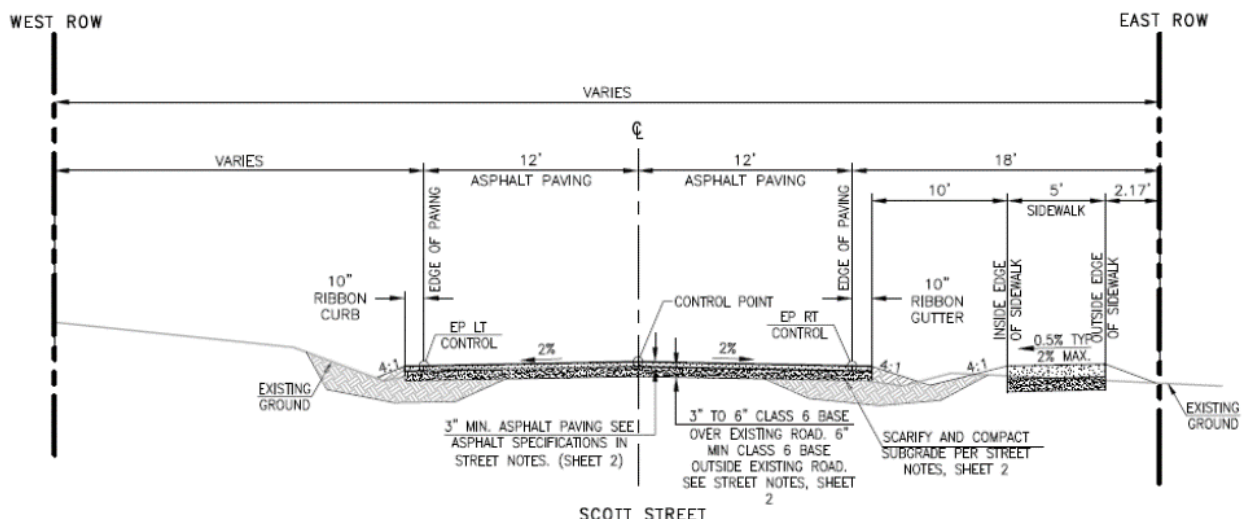 WEST ROW
EAST ROW
VARIES
℄
VARIES
12'
ASPHALT PAVING
12'
ASPHALT PAVING
18'
EDGE OF PAVING
EDGE OF PAVING
10'
5'
SIDEWALK
2.17'
10"
RIBBON
CURB
EP LT
CONTROL
CONTROL POINT
EP RT
CONTROL
10"
RIBBON
GUTTER
INSIDE EDGE
OF SIDEWALK
OUTSIDE EDGE
OF SIDEWALK
0.5% TYP
2% MAX.
4:1
2%
2%
4:1
4:1
EXISTING
GROUND
3" MIN. ASPHALT PAVING SEE
ASPHALT SPECIFICATIONS IN
STREET NOTES. (SHEET 2)
3" TO 6" CLASS 6 BASE
OVER EXISTING ROAD. 6"
MIN CLASS 6 BASE
OUTSIDE EXISTING ROAD.
SEE STREET NOTES, SHEET
2
SCARIFY AND COMPACT
SUBGRADE PER STREET
NOTES, SHEET 2
EXISTING
GROUND
SCOTT STREET